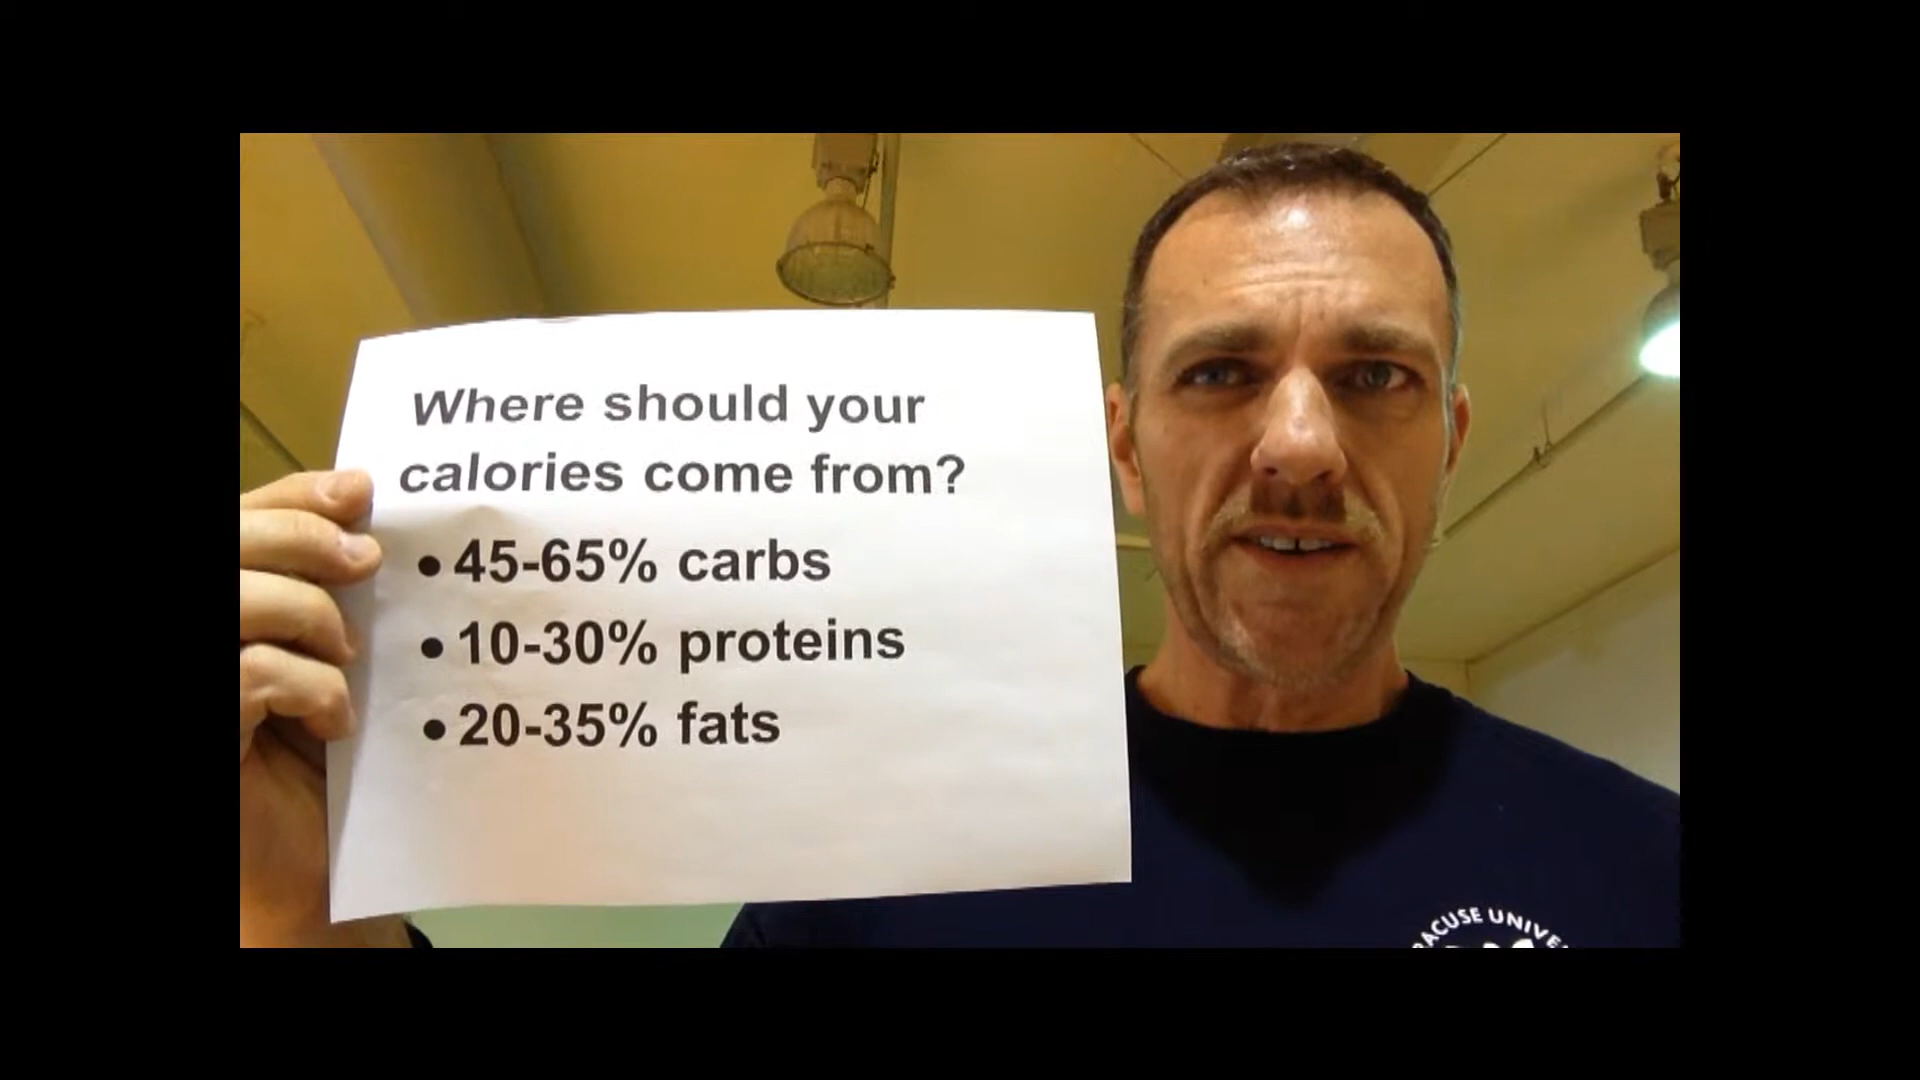 Where should your
calories come from?
• 45-65% carbs
• 10-30% proteins
• 20-35% fats